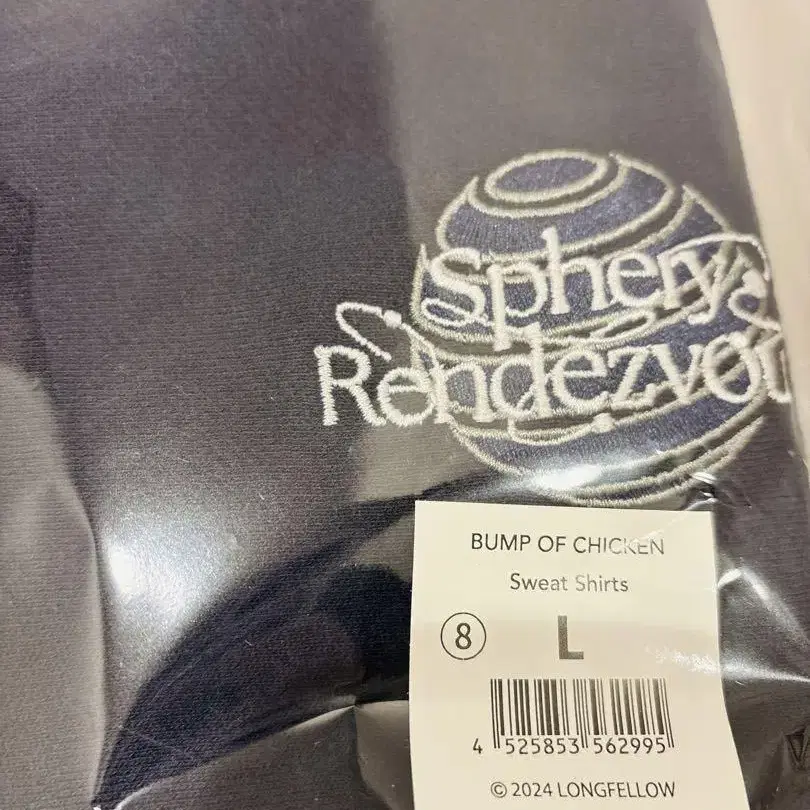 Sphery
Rendezvou
BUMP OF CHICKEN
Sweat Shirts
⑧ L
4 525853 562995
© 2024 LONGFELLOW